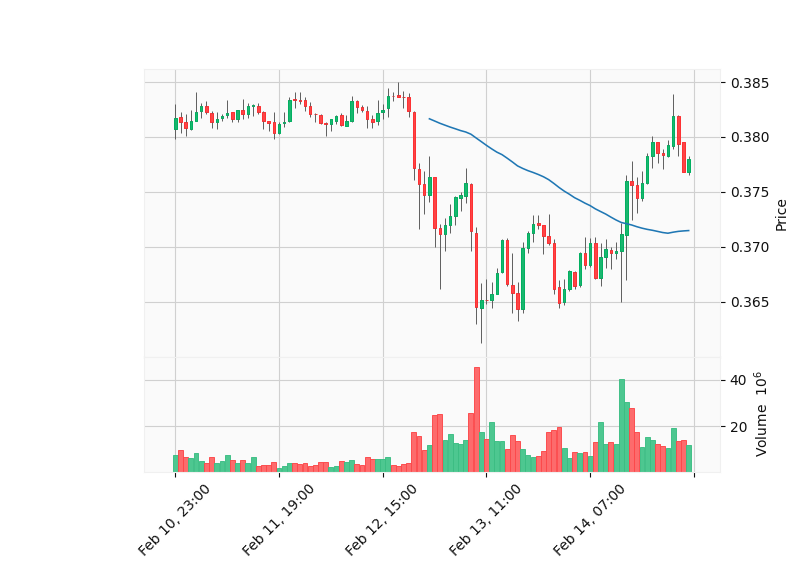 0.385
0.380
0.375
0.370
0.365
Price
40
20
Volume 10^6
Feb 10, 23:00
Feb 11, 19:00
Feb 12, 15:00
Feb 13, 11:00
Feb 14, 07:00